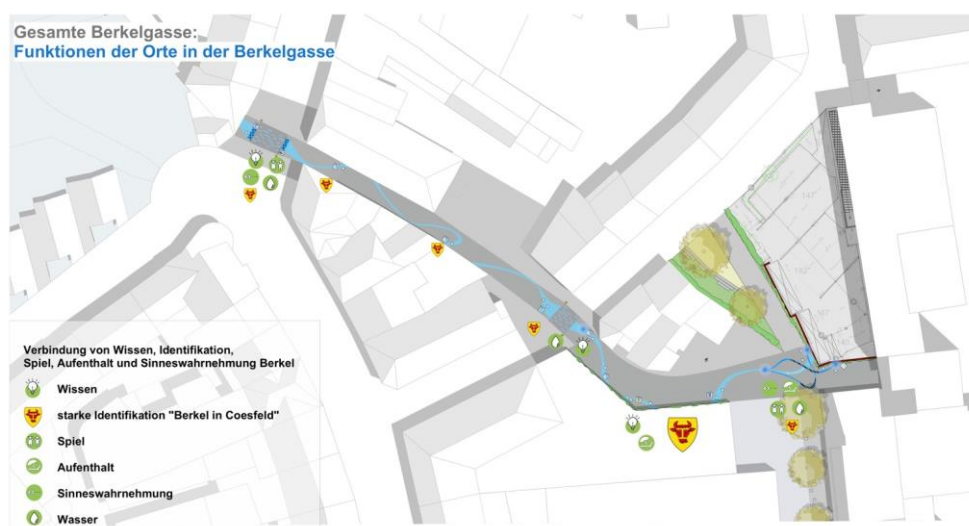 Gesamte Berkelgasse:
Funktionen der Orte in der Berkelgasse
Verbindung von Wissen, Identifikation,
Spiel, Aufenthalt und Sinneswahrnehmung Berkel
Wissen
starke Identifikation "Berkel in Coesfeld"
Spiel
Aufenthalt
Sinneswahrnehmung
Wasser